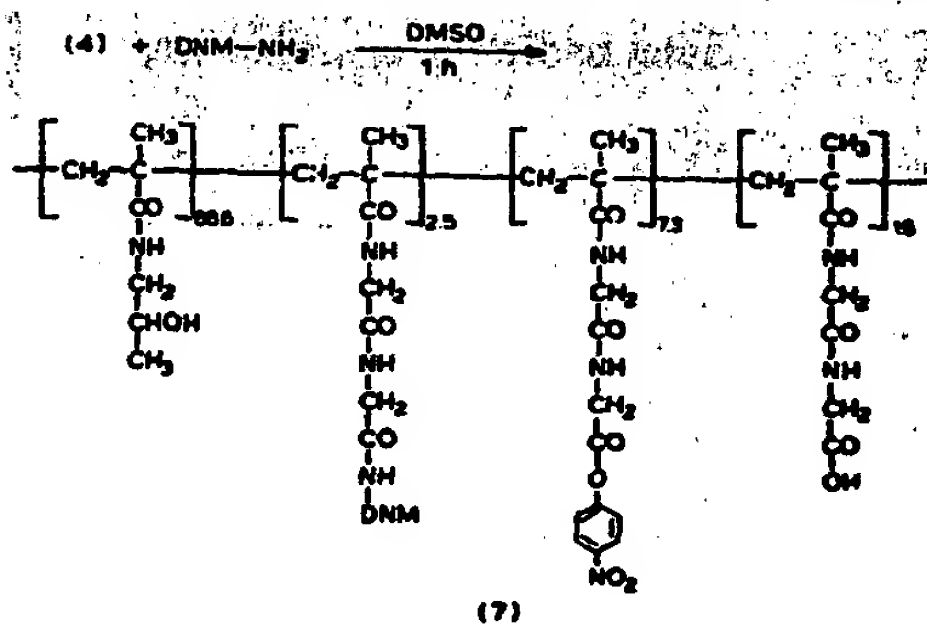 (4) + DNM–NH₂ DMSO
1 h
CH₃ CH₃ CH₃ CH₃
CH₂ C CH₂ C CH₂ C CH₂ C
CO CO CO CO
2.5 7.3
NH NH NH NH
CH₂ CH₂ CH₂ CH₂
CHOH CO CO CO
CH₃ NH NH NH
CH₂ CH₂ CH₂
CO CO CO
NH O OH
DNM
NO₂
(7)